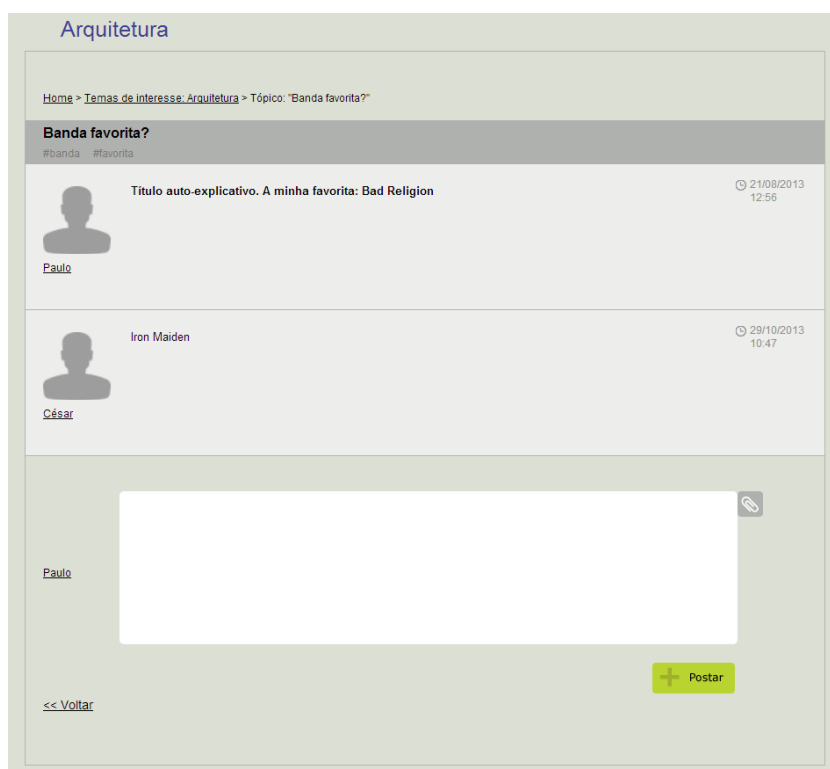 Arquitetura
Home > Temas de interesse: Arquitetura > Tópico: "Banda favorita?"
Banda favorita?
#banda #favorita
Título auto-explicativo. A minha favorita: Bad Religion
21/08/2013
12:56
Paulo
Iron Maiden
29/10/2013
10:47
César
Paulo
Postar
<< Voltar